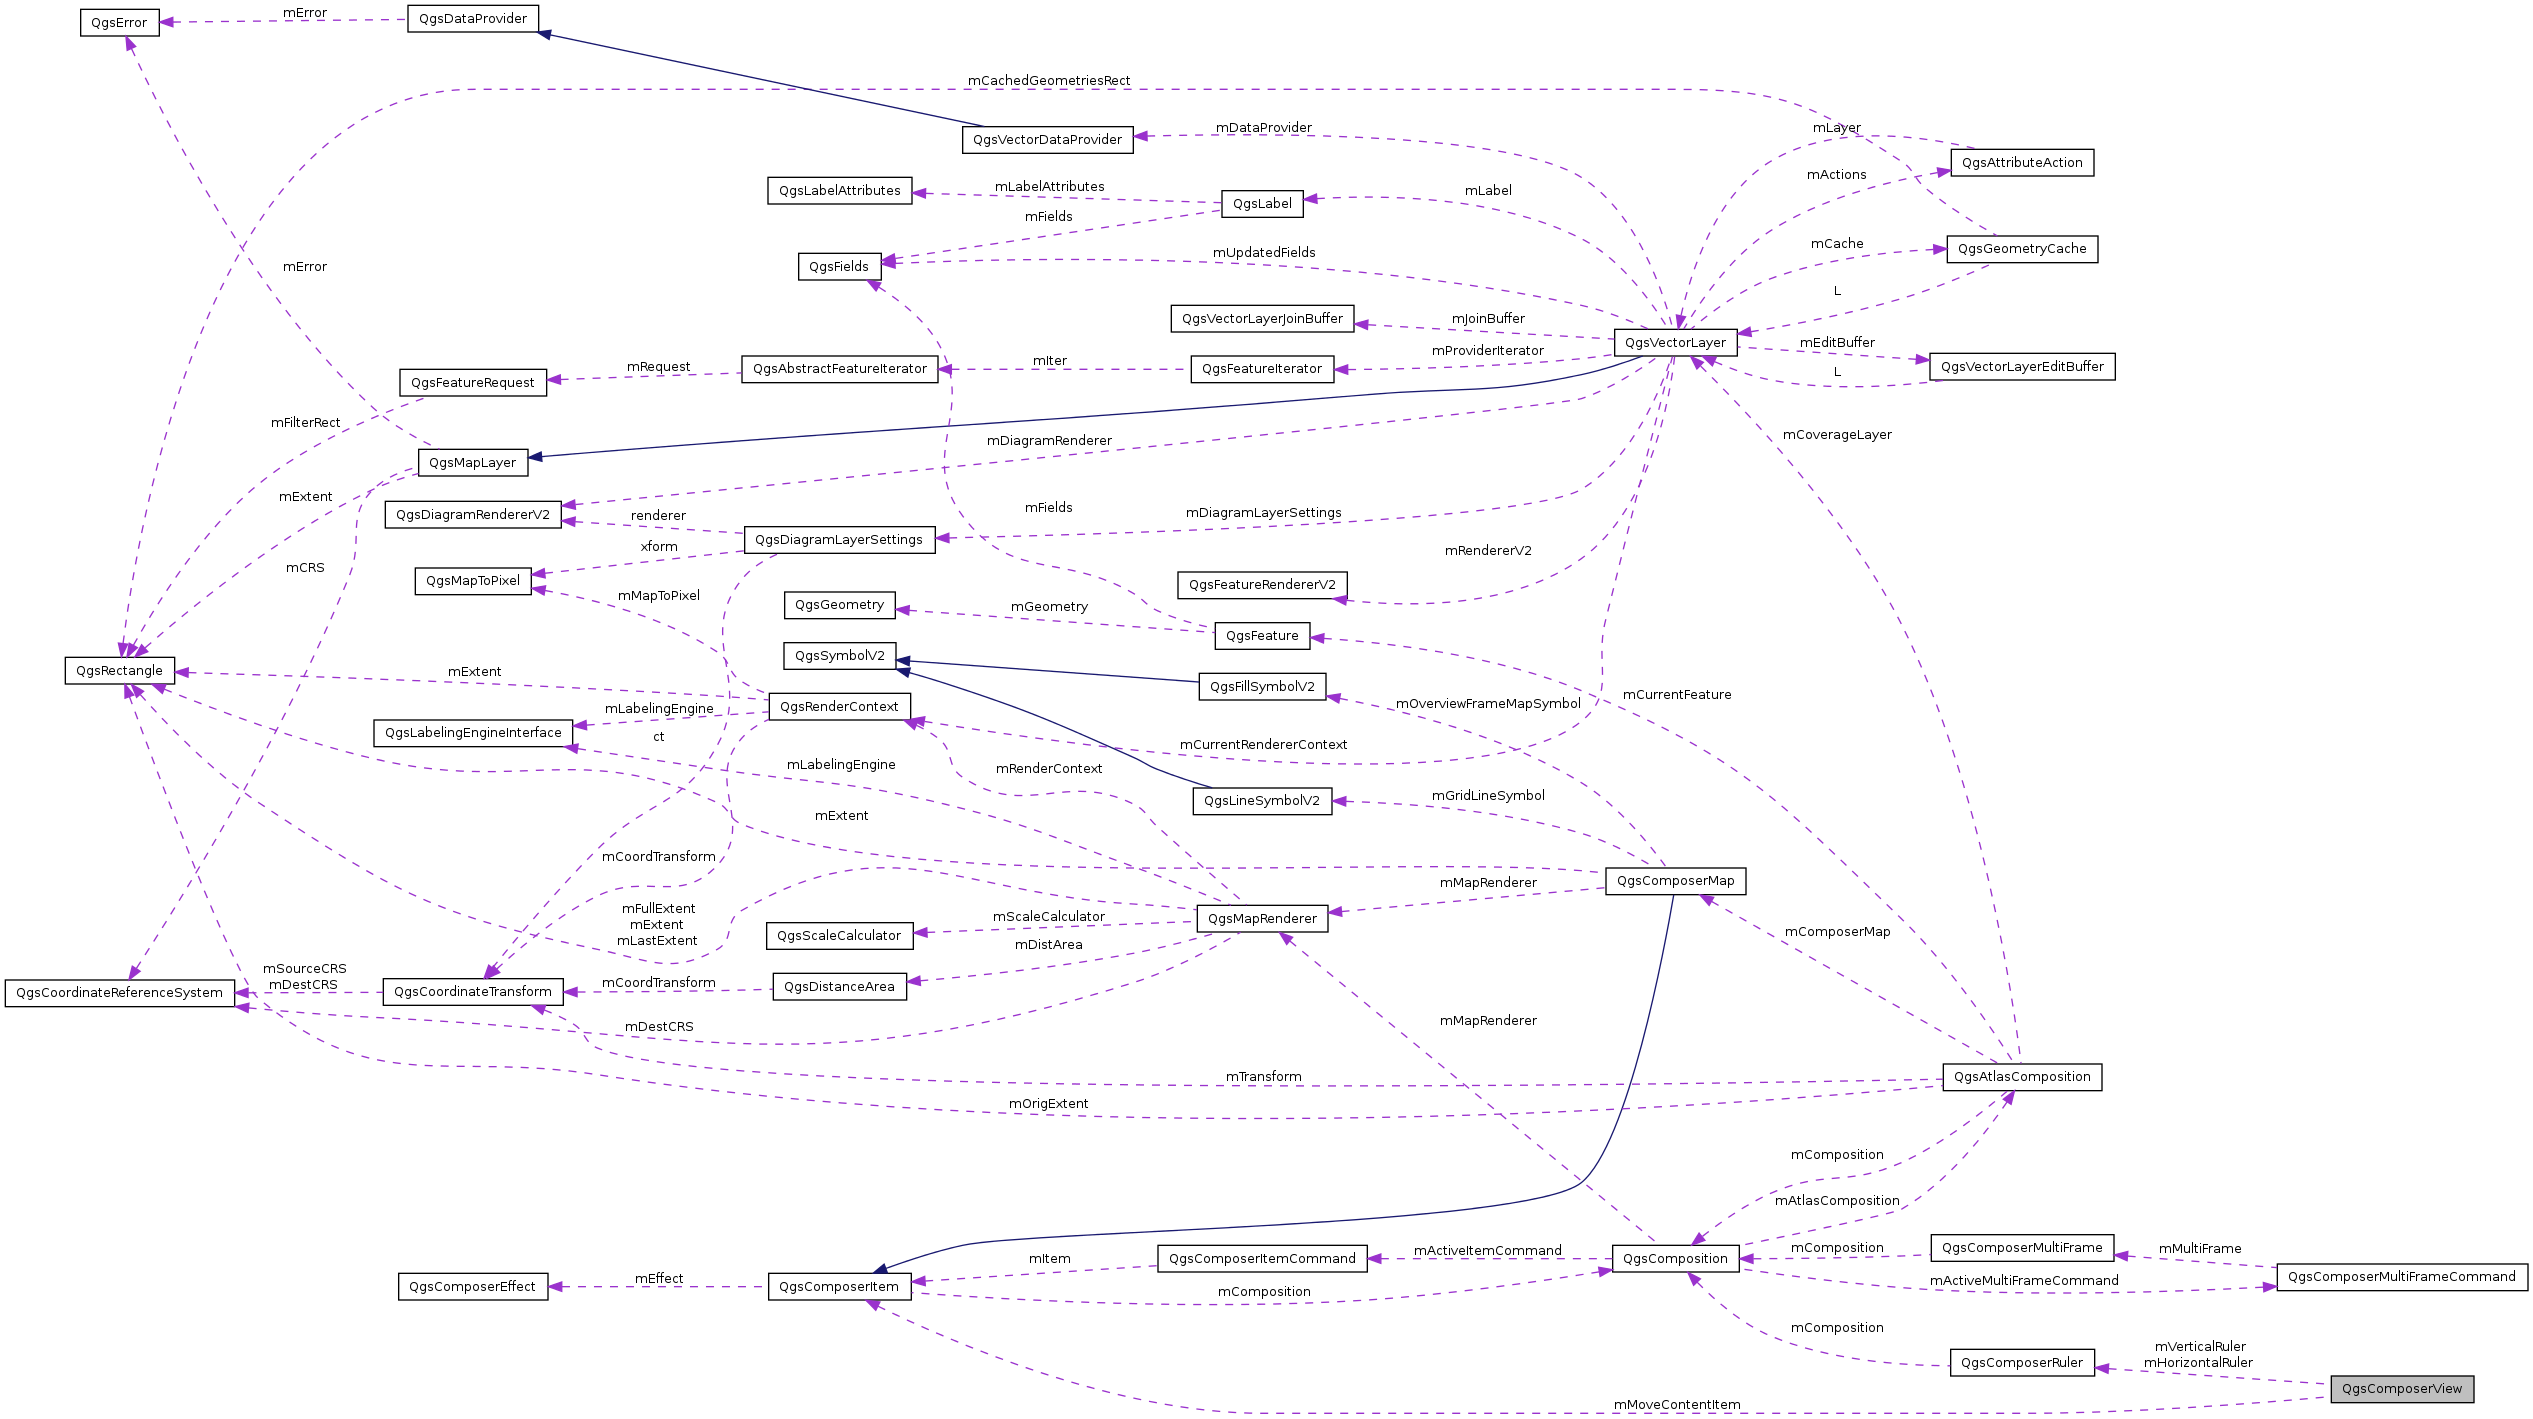 QgsError
mError
QgsDataProvider
mCachedGeometriesRect
QgsVectorDataProvider
mDataProvider
mLayer
QgsAttributeAction
mActions
QgsLabelAttributes
mLabelAttributes
QgsLabel
mLabel
mFields
QgsFields
mUpdatedFields
mCache
QgsGeometryCache
mError
L
QgsVectorLayerJoinBuffer
mJoinBuffer
QgsVectorLayer
mEditBuffer
QgsVectorLayerEditBuffer
L
mProviderIterator
QgsFeatureIterator
mIter
QgsAbstractFeatureIterator
mRequest
QgsFeatureRequest
mFilterRect
mDiagramRenderer
mCoverageLayer
QgsMapLayer
mExtent
QgsDiagramRendererV2
renderer
mFields
mDiagramLayerSettings
QgsDiagramLayerSettings
xform
mRendererV2
mCRS
QgsMapToPixel
mMapToPixel
QgsFeatureRendererV2
QgsGeometry
mGeometry
QgsFeature
QgsSymbolV2
QgsRectangle
mExtent
QgsFillSymbolV2
mOverviewFrameMapSymbol
mCurrentFeature
mLabelingEngine
QgsRenderContext
QgsLabelingEngineInterface
ct
mCurrentRendererContext
mLabelingEngine
mRenderContext
QgsLineSymbolV2
mGridLineSymbol
mExtent
mCoordTransform
QgsComposerMap
mMapRenderer
mFullExtent
mExtent
mLastExtent
QgsScaleCalculator
mScaleCalculator
QgsMapRenderer
mDistArea
mComposerMap
mSourceCRS
mDestCRS
QgsCoordinateReferenceSystem
QgsCoordinateTransform
mCoordTransform
QgsDistanceArea
mDestCRS
mMapRenderer
mTransform
QgsAtlasComposition
mOrigExtent
mComposition
mAtlasComposition
QgsComposerEffect
mEffect
QgsComposerItem
mItem
QgsComposerItemCommand
mActiveItemCommand
QgsComposition
mComposition
QgsComposerMultiFrame
mMultiFrame
QgsComposerMultiFrameCommand
mActiveMultiFrameCommand
mComposition
mComposition
QgsComposerRuler
mVerticalRuler
mHorizontalRuler
QgsComposerView
mMoveContentItem